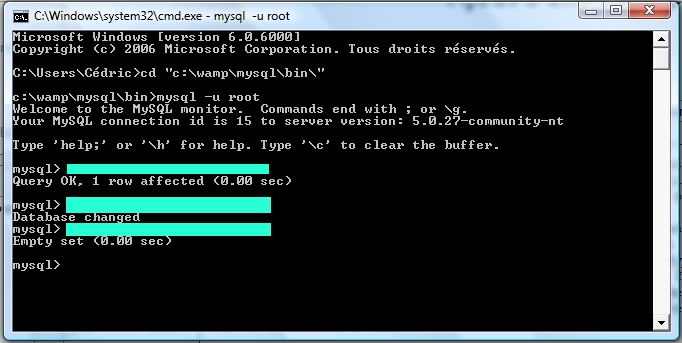 C:\Windows\system32\cmd.exe - mysql -u root
Microsoft Windows [version 6.0.6000]
Copyright (c) 2006 Microsoft Corporation. Tous droits réservés.
C:\Users\Cédric>cd "c:\wamp\mysql\bin\"
c:\wamp\mysql\bin>mysql -u root
Welcome to the MySQL monitor.  Commands end with ; or \g.
Your MySQL connection id is 15 to server version: 5.0.27-community-nt
Type 'help;' or '\h' for help. Type '\c' to clear the buffer.
mysql>
Query OK, 1 row affected (0.00 sec)
mysql>
Database changed
mysql>
Empty set (0.00 sec)
mysql>